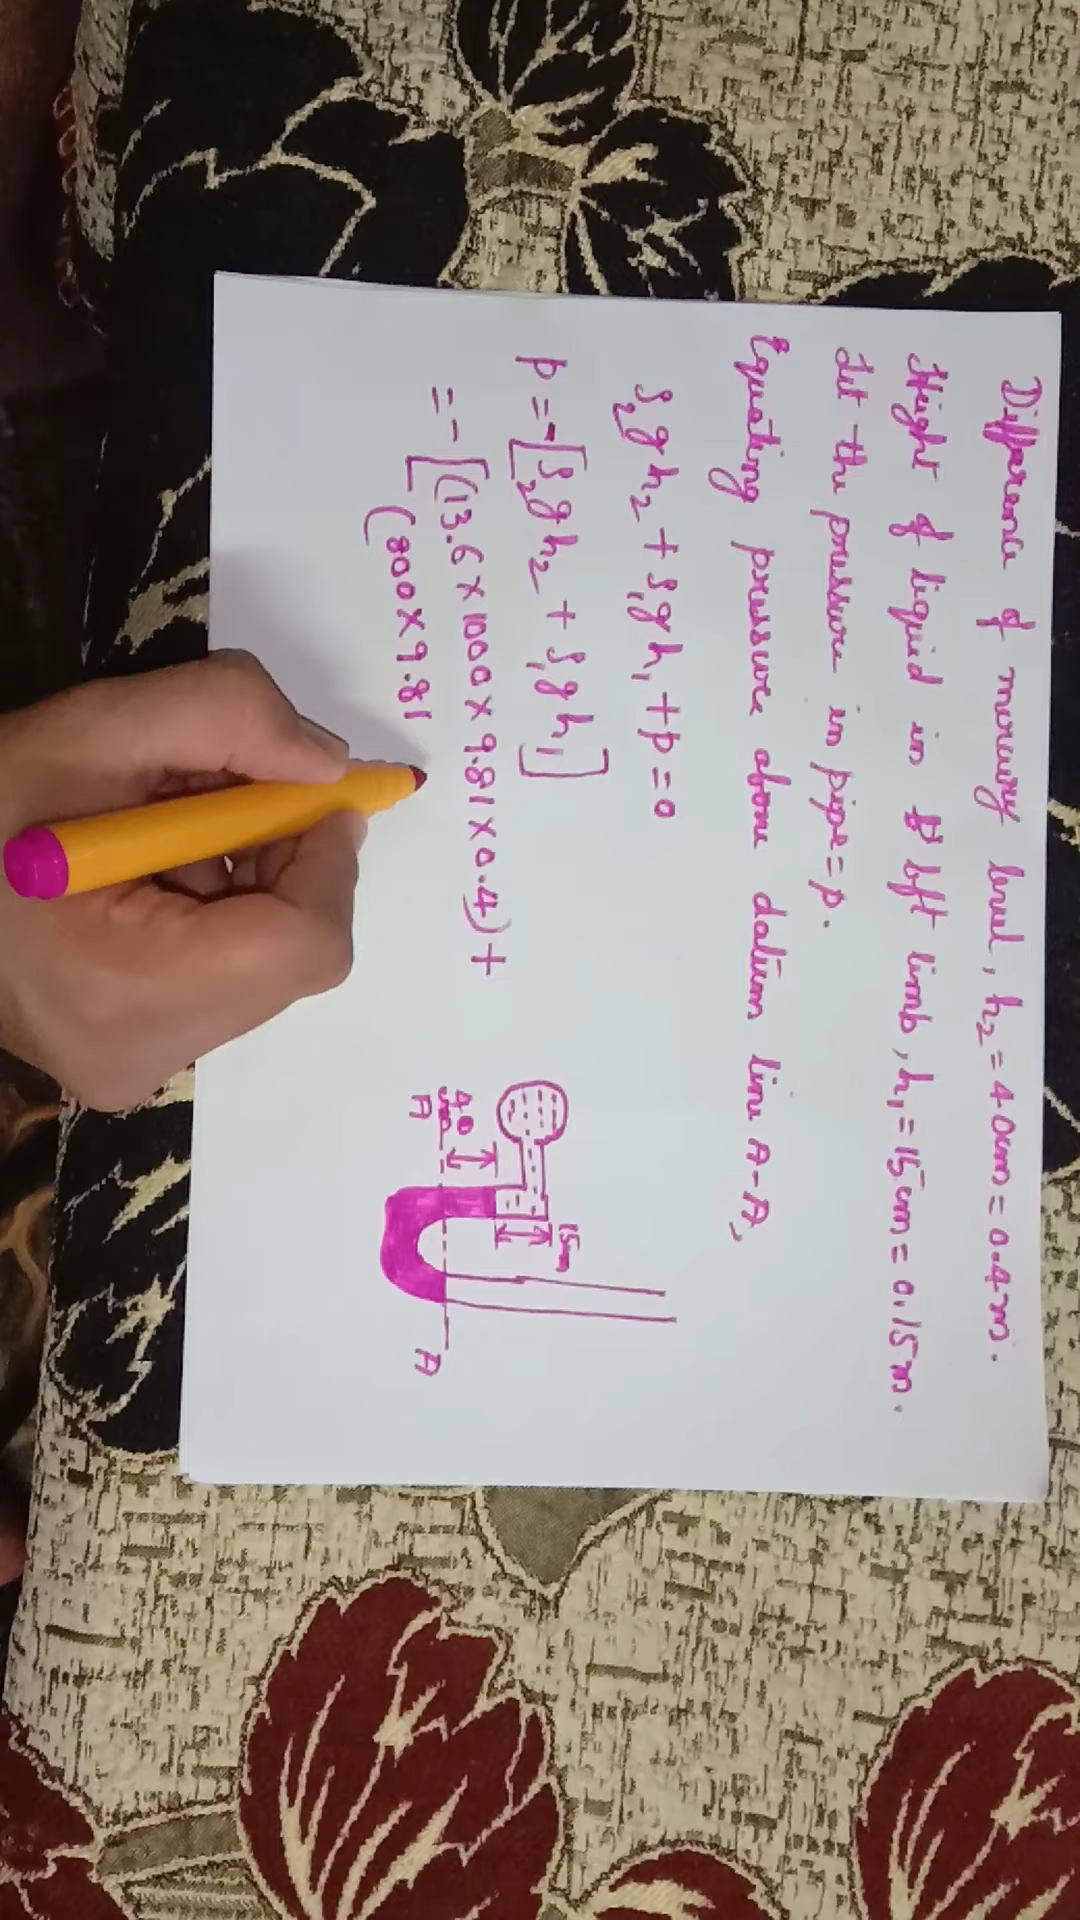 Difference of mercury level, h₂ = 40cm = 0.4m.
Height of liquid in left limb, h₁ = 15cm = 0.15m.
Let the pressure in pipe = p.
Equating pressure above datum line A-A,
ρ₂gh₂ + ρ₁gh₁ + p = 0
p = -[ρ₂gh₂ + ρ₁gh₁]
= -[(13.6 × 1000 × 9.81 × 0.4) +
(800 × 9.81
15cm
40
cm
A
A